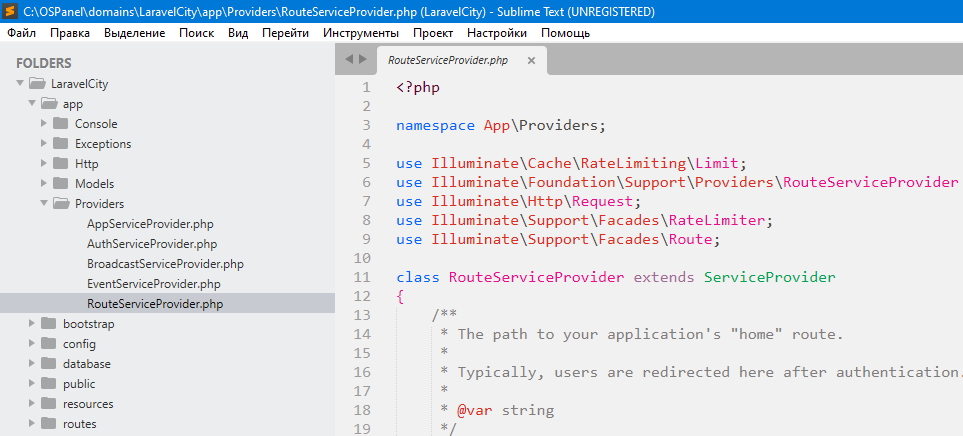 C:\OSPanel\domains\LaravelCity\app\Providers\RouteServiceProvider.php (LaravelCity) - Sublime Text (UNREGISTERED)
Файл Правка Выделение Поиск Вид Перейти Инструменты Проект Настройки Помощь
FOLDERS
LaravelCity
app
Console
Exceptions
Http
Models
Providers
AppServiceProvider.php
AuthServiceProvider.php
BroadcastServiceProvider.php
EventServiceProvider.php
RouteServiceProvider.php
bootstrap
config
database
public
resources
routes
RouteServiceProvider.php ×
1 <?php
2
3 namespace App\Providers;
4
5 use Illuminate\Cache\RateLimiting\Limit;
6 use Illuminate\Foundation\Support\Providers\RouteServiceProvider
7 use Illuminate\Http\Request;
8 use Illuminate\Support\Facades\RateLimiter;
9 use Illuminate\Support\Facades\Route;
10
11 class RouteServiceProvider extends ServiceProvider
12 {
13 /**
14 * The path to your application's "home" route.
15 *
16 * Typically, users are redirected here after authentication.
17 *
18 * @var string
19 */